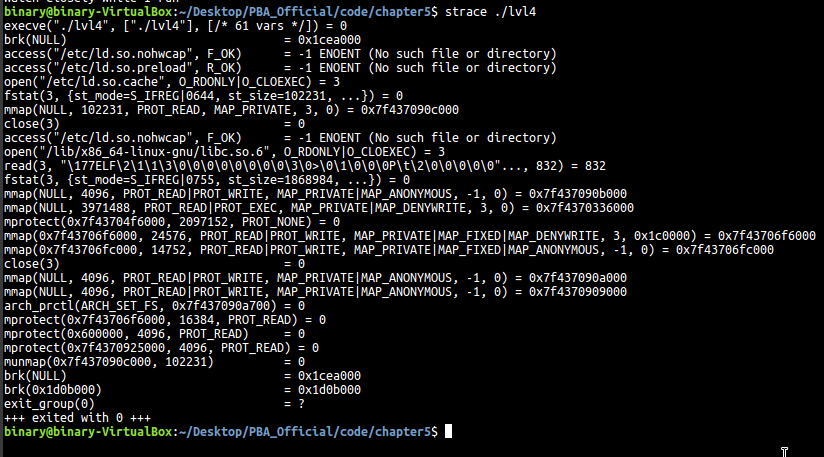 watch closely while I run
binary@binary-VirtualBox:~/Desktop/PBA_Official/code/chapter5$ strace ./lvl4
execve("./lvl4", ["./lvl4"], [/* 61 vars */]) = 0
brk(NULL)                               = 0x1cea000
access("/etc/ld.so.nohwcap", F_OK)      = -1 ENOENT (No such file or directory)
access("/etc/ld.so.preload", R_OK)      = -1 ENOENT (No such file or directory)
open("/etc/ld.so.cache", O_RDONLY|O_CLOEXEC) = 3
fstat(3, {st_mode=S_IFREG|0644, st_size=102231, ...}) = 0
mmap(NULL, 102231, PROT_READ, MAP_PRIVATE, 3, 0) = 0x7f437090c000
close(3)                                = 0
access("/etc/ld.so.nohwcap", F_OK)      = -1 ENOENT (No such file or directory)
open("/lib/x86_64-linux-gnu/libc.so.6", O_RDONLY|O_CLOEXEC) = 3
read(3, "\177ELF\2\1\1\3\0\0\0\0\0\0\0\0\3\0>\0\1\0\0\0P\t\2\0\0\0\0\0"..., 832) = 832
fstat(3, {st_mode=S_IFREG|0755, st_size=1868984, ...}) = 0
mmap(NULL, 4096, PROT_READ|PROT_WRITE, MAP_PRIVATE|MAP_ANONYMOUS, -1, 0) = 0x7f437090b000
mmap(NULL, 3971488, PROT_READ|PROT_EXEC, MAP_PRIVATE|MAP_DENYWRITE, 3, 0) = 0x7f4370336000
mprotect(0x7f43704f6000, 2097152, PROT_NONE) = 0
mmap(0x7f43706f6000, 24576, PROT_READ|PROT_WRITE, MAP_PRIVATE|MAP_FIXED|MAP_DENYWRITE, 3, 0x1c0000) = 0x7f43706f6000
mmap(0x7f43706fc000, 14752, PROT_READ|PROT_WRITE, MAP_PRIVATE|MAP_FIXED|MAP_ANONYMOUS, -1, 0) = 0x7f43706fc000
close(3)                                = 0
mmap(NULL, 4096, PROT_READ|PROT_WRITE, MAP_PRIVATE|MAP_ANONYMOUS, -1, 0) = 0x7f437090a000
mmap(NULL, 4096, PROT_READ|PROT_WRITE, MAP_PRIVATE|MAP_ANONYMOUS, -1, 0) = 0x7f4370909000
arch_prctl(ARCH_SET_FS, 0x7f437090a700) = 0
mprotect(0x7f43706f6000, 16384, PROT_READ) = 0
mprotect(0x600000, 4096, PROT_READ)     = 0
mprotect(0x7f4370925000, 4096, PROT_READ) = 0
munmap(0x7f437090c000, 102231)          = 0
brk(NULL)                               = 0x1cea000
brk(0x1d0b000)                          = 0x1d0b000
exit_group(0)                           = ?
+++ exited with 0 +++
binary@binary-VirtualBox:~/Desktop/PBA_Official/code/chapter5$